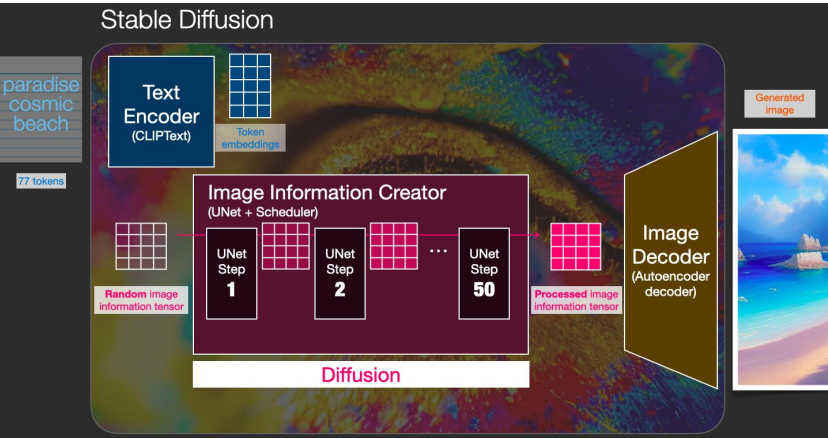 Stable Diffusion
paradise
cosmic
beach
77 tokens
Text
Encoder
(CLIPText)
Token
embeddings
Generated
image
Image Information Creator
(UNet + Scheduler)
UNet
Step
1
UNet
Step
2
...
UNet
Step
50
Random image
information tensor
Processed image
information tensor
Image
Decoder
(Autoencoder
decoder)
Diffusion